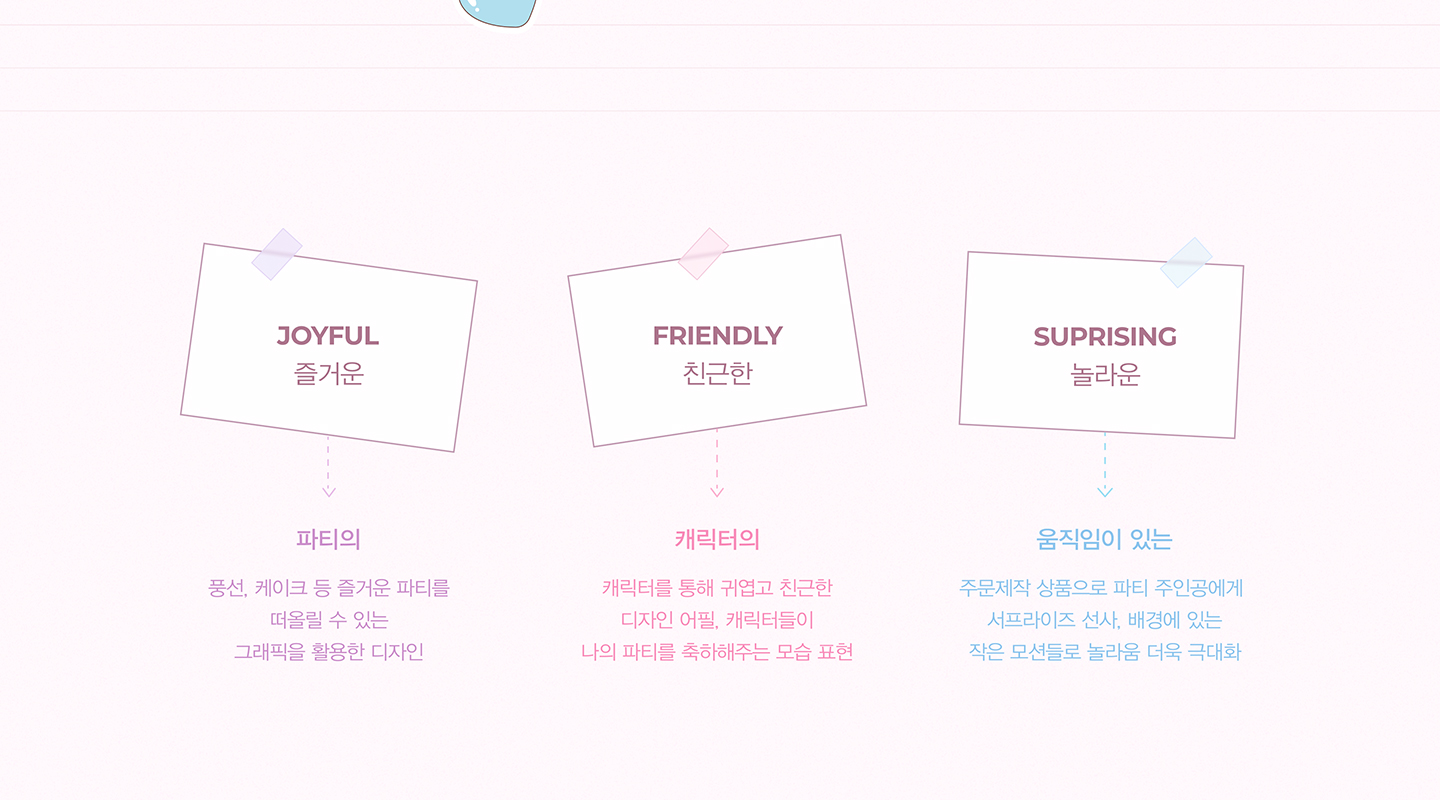 JOYFUL
즐거운
파티의
풍선, 케이크 등 즐거운 파티를
떠올릴 수 있는
그래픽을 활용한 디자인
FRIENDLY
친근한
캐릭터의
캐릭터를 통해 귀엽고 친근한
디자인 어필, 캐릭터들이
나의 파티를 축하해주는 모습 표현
SUPRISING
놀라운
움직임이 있는
주문제작 상품으로 파티 주인공에게
서프라이즈 선사, 배경에 있는
작은 모션들로 놀라움 더욱 극대화